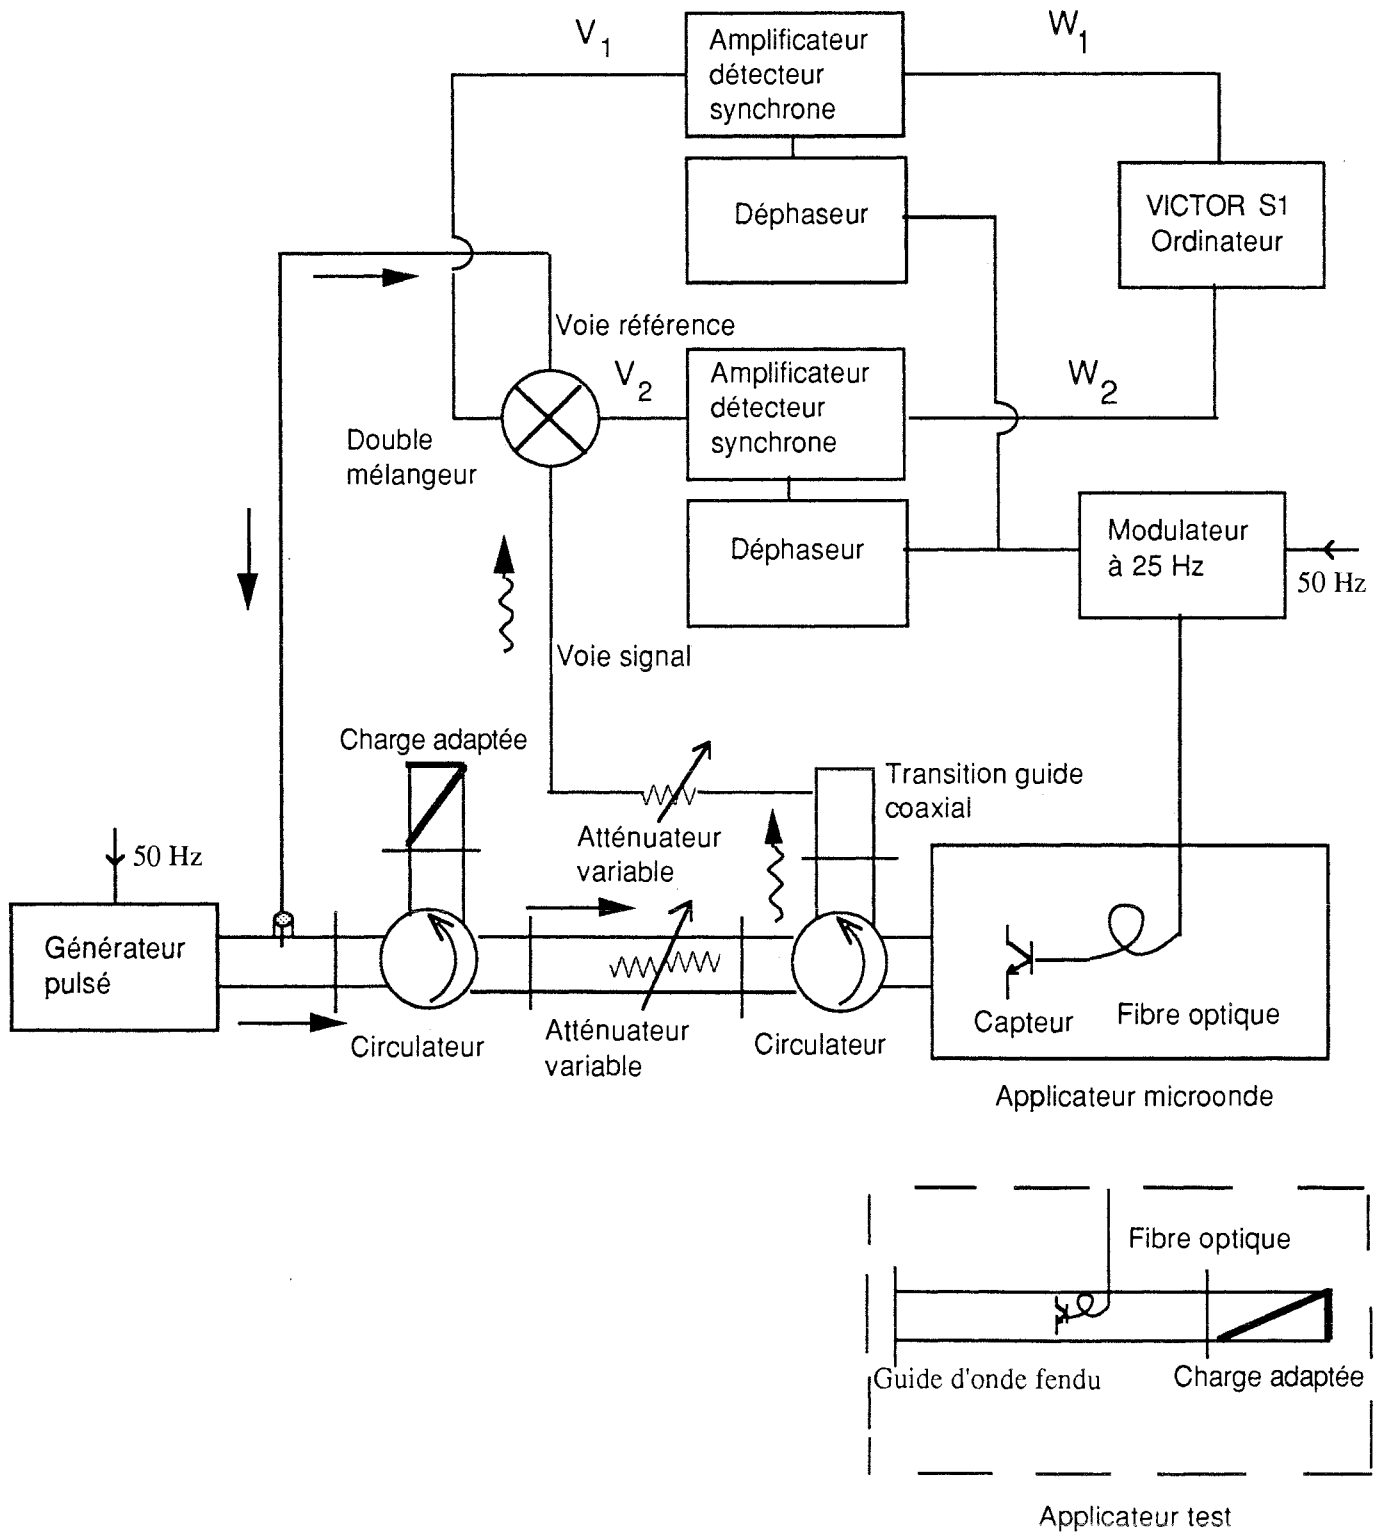 V1
Amplificateur
détecteur
synchrone
W1
Déphaseur
VICTOR S1
Ordinateur
Voie référence
V2
Amplificateur
détecteur
synchrone
W2
Double
mélangeur
Déphaseur
Modulateur
à 25 Hz
50 Hz
Voie signal
Charge adaptée
Transition guide
coaxial
Atténuateur
variable
50 Hz
Générateur
pulsé
Circulateur
Atténuateur
variable
Circulateur
Capteur
Fibre optique
Applicateur microonde
Fibre optique
Guide d'onde fendu
Charge adaptée
Applicateur test